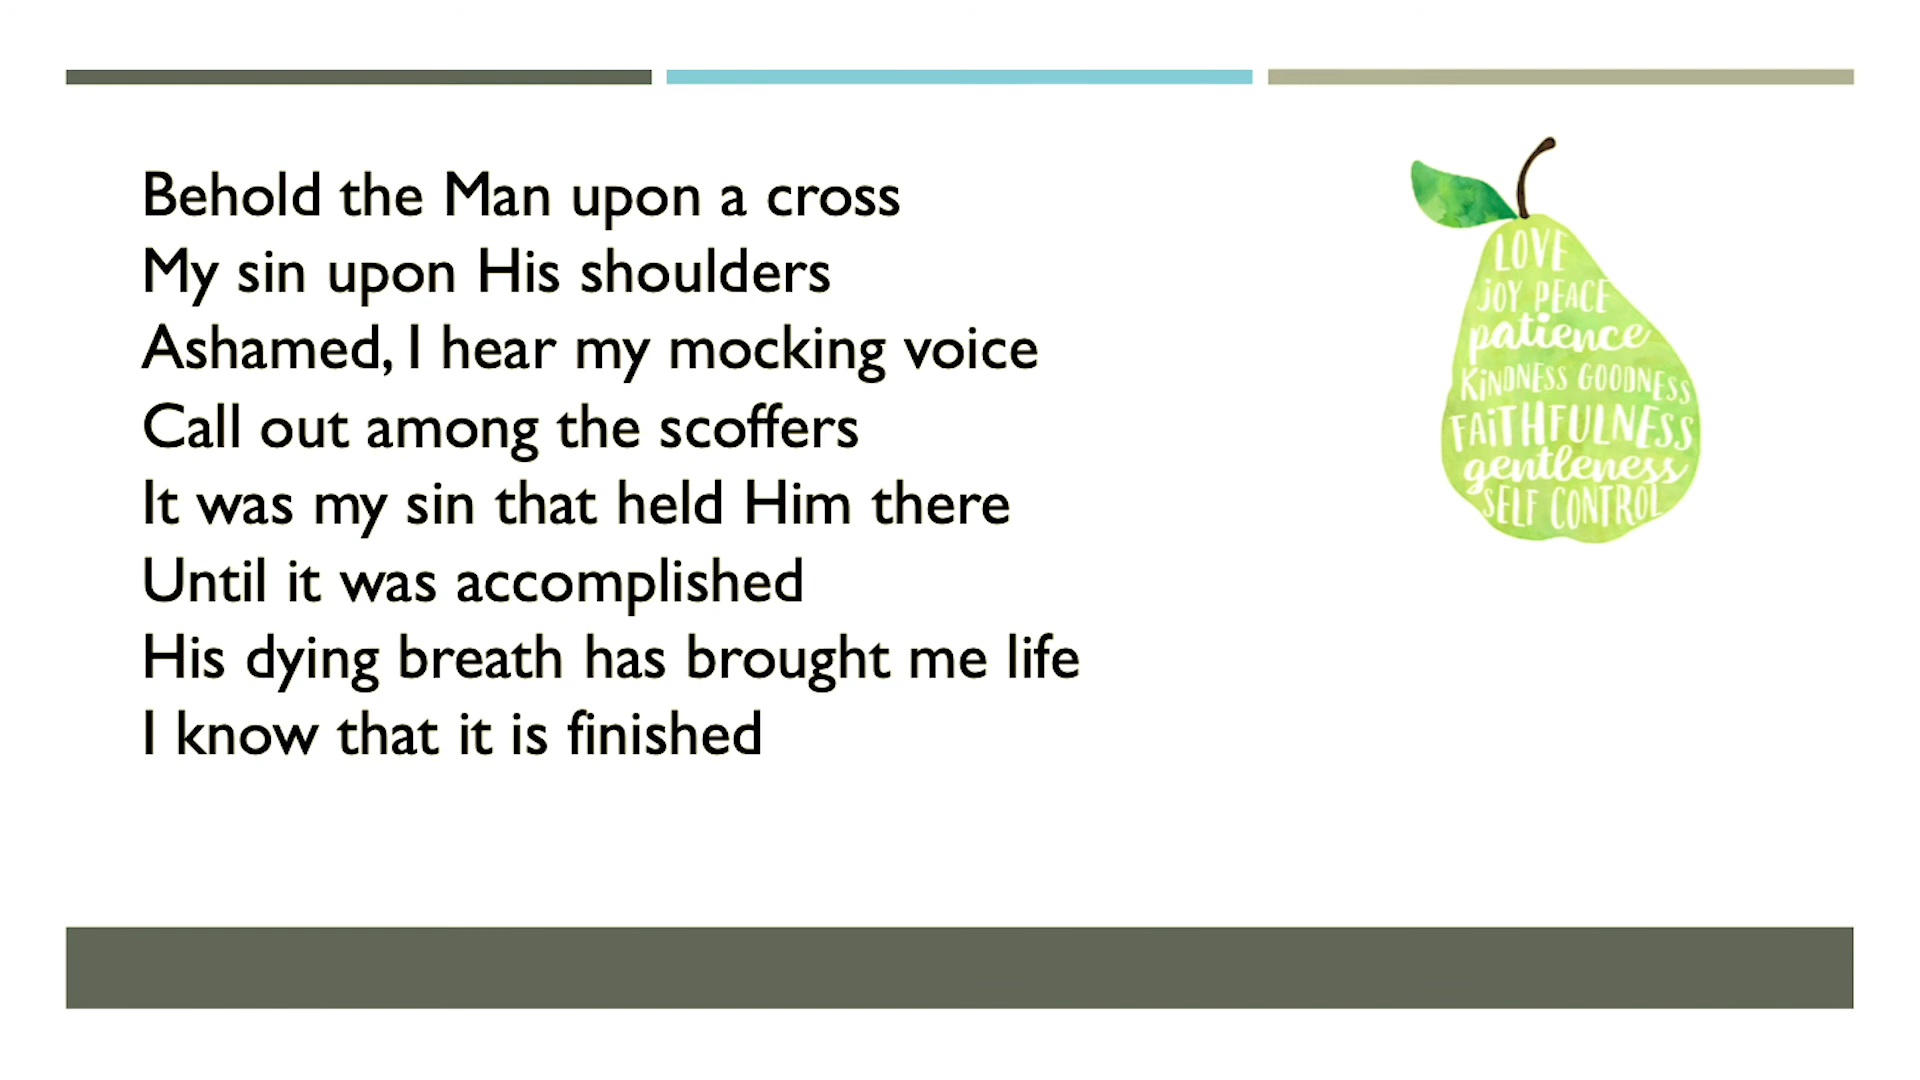 Behold the Man upon a cross
My sin upon His shoulders
Ashamed, I hear my mocking voice
Call out among the scoffers
It was my sin that held Him there
Until it was accomplished
His dying breath has brought me life
I know that it is finished
LOVE
JOY PEACE
patience
KiNDNESS GOODNESS
FAiTHFULNESS
gentleness
SELF CONTROL